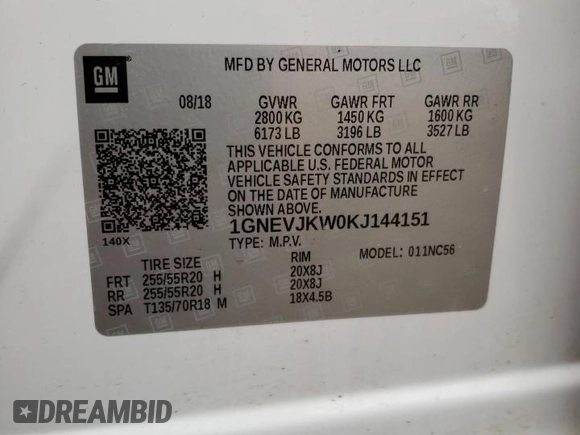 GM
MFD BY GENERAL MOTORS LLC
08/18 GVWR GAWR FRT GAWR RR
2800 KG 1450 KG 1600 KG
6173 LB 3196 LB 3527 LB
THIS VEHICLE CONFORMS TO ALL
APPLICABLE U.S. FEDERAL MOTOR
VEHICLE SAFETY STANDARDS IN EFFECT
ON THE DATE OF MANUFACTURE
SHOWN ABOVE.
140X
1GNEVJKW0KJ144151
TYPE: M.P.V. MODEL: 011NC56
TIRE SIZE RIM
FRT 255/55R20 H 20X8J
RR 255/55R20 H 20X8J
SPA T135/70R18 M 18X4.5B
DREAMBID